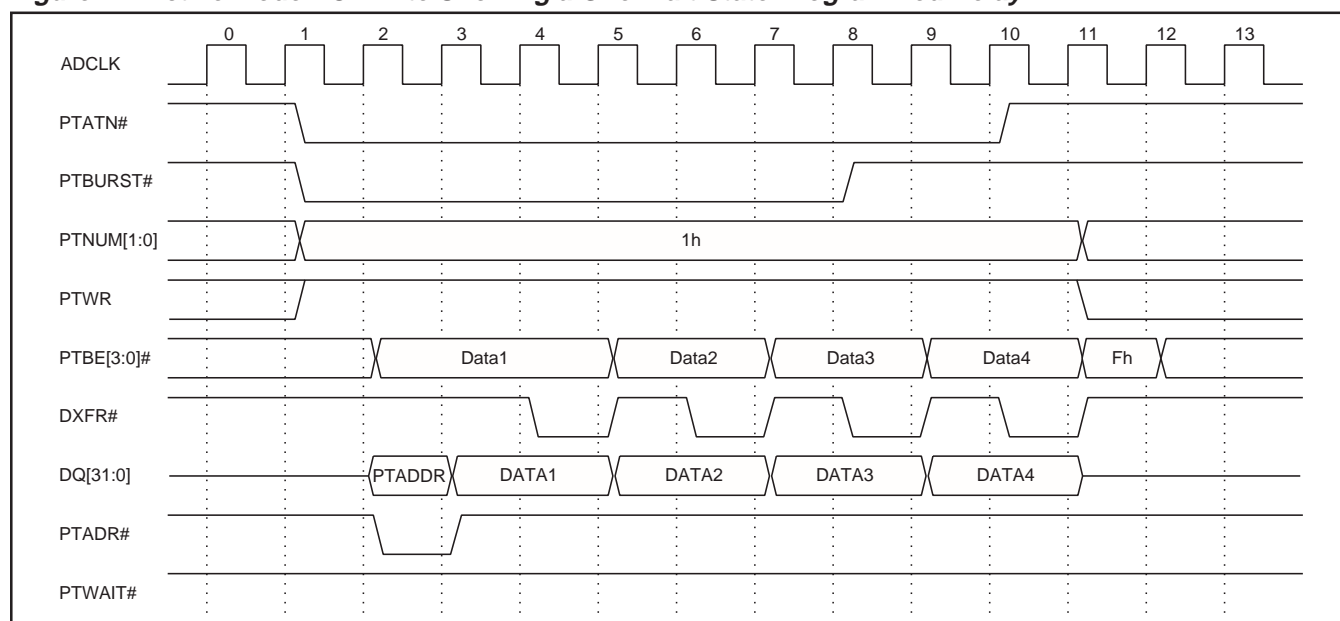 0 1 2 3 4 5 6 7 8 9 10 11 12 13
ADCLK
PTATN#
PTBURST#
PTNUM[1:0] 1h
PTWR
PTBE[3:0]# Data1 Data2 Data3 Data4 Fh
DXFR#
DQ[31:0] PTADDR DATA1 DATA2 DATA3 DATA4
PTADR#
PTWAIT#